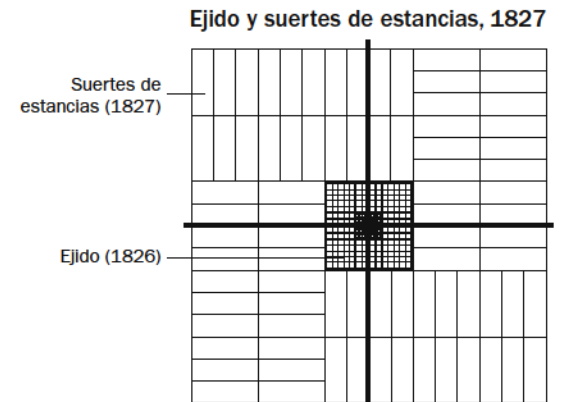 Ejido y suertes de estancias, 1827
Suertes de
estancias (1827)
Ejido (1826)